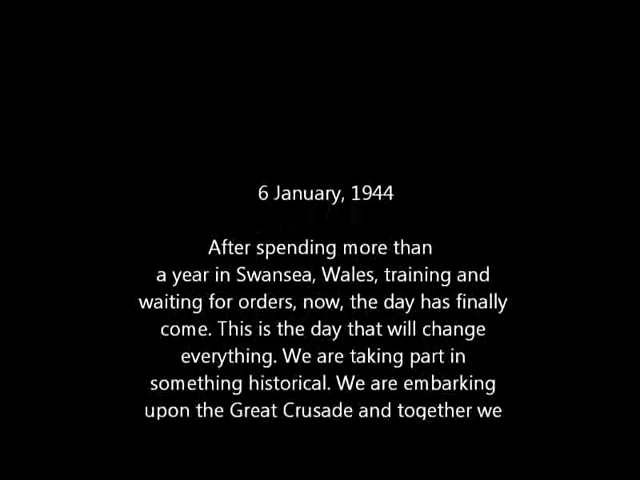 6 January, 1944
After spending more than
a year in Swansea, Wales, training and
waiting for orders, now, the day has finally
come. This is the day that will change
everything. We are taking part in
something historical. We are embarking
upon the Great Crusade and together we